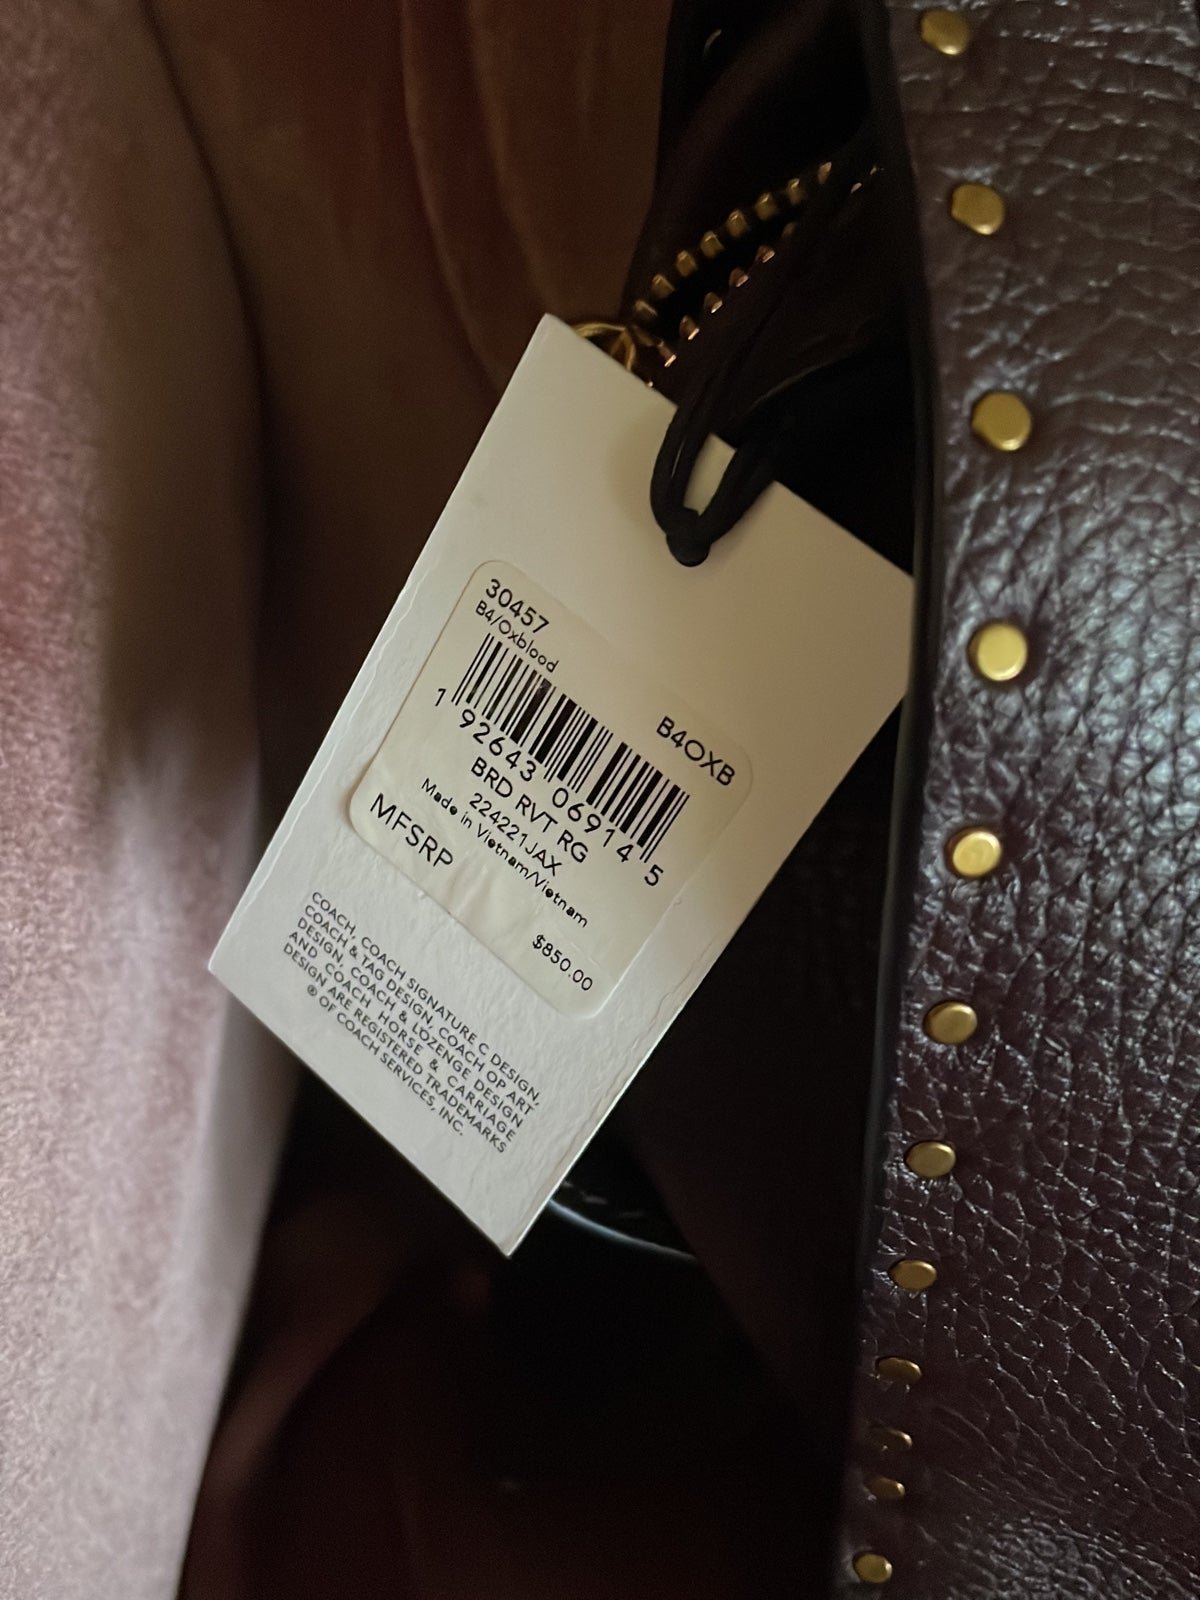 30457
B4/Oxblood
B4OXB
1 92643 06914 5
BRD RVT RG
224221JAX
Made in Vietnam/Vietnam
MFSRP
$850.00
COACH, COACH SIGNATURE C DESIGN,
COACH & TAG DESIGN, COACH OP ART
DESIGN, COACH & LOZENGE DESIGN
AND COACH HORSE & CARRIAGE
DESIGN ARE REGISTERED TRADEMARKS
® OF COACH SERVICES, INC.